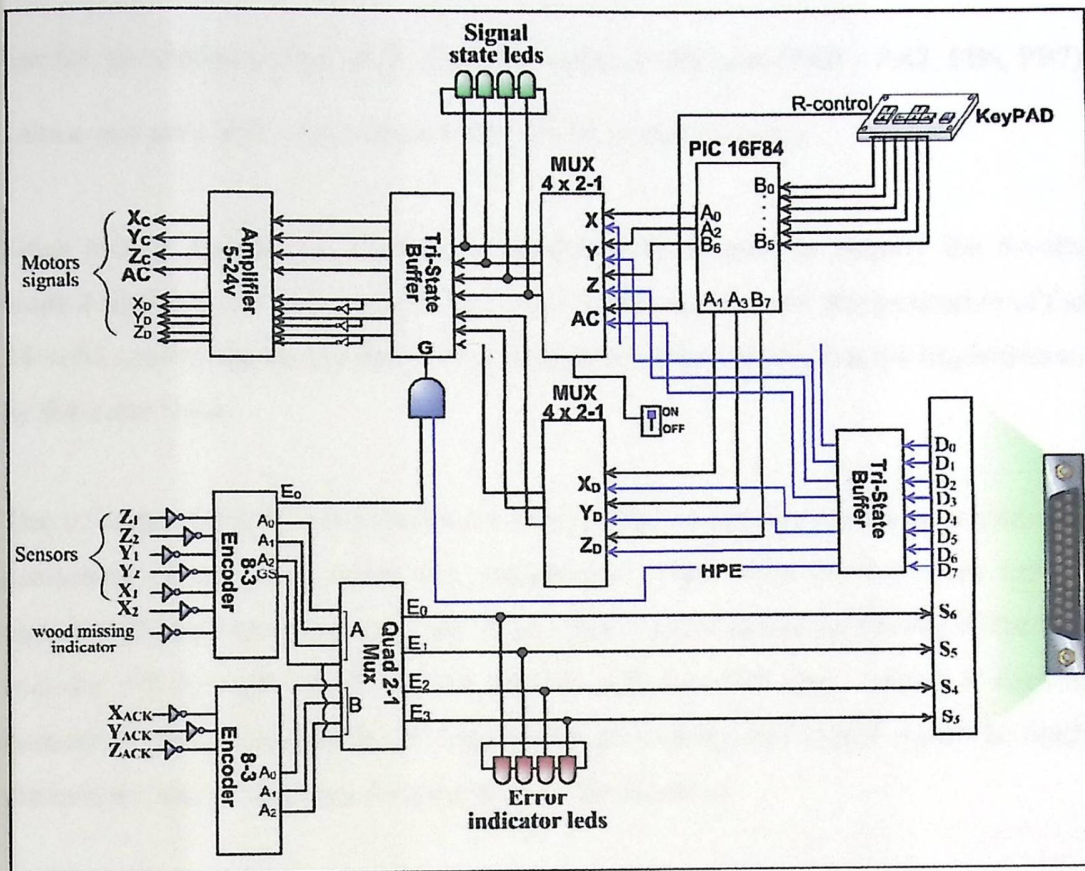 Signal
state leds
R-control
KeyPAD
PIC 16F84
MUX
4 x 2-1
B0
B5
A0
A2
B6
A1 A3 B7
X
Y
Z
AC
Tri-State
Buffer
G
Amplifier
5-24v
Motors
signals
XC
YC
ZC
AC
XD
YD
ZD
MUX
4 x 2-1
ON
OFF
XD
YD
ZD
Tri-State
Buffer
D0
D1
D2
D3
D4
D5
D6
D7
HPE
S6
S5
S4
S3
Sensors
Z1
Z2
Y1
Y2
X1
X2
wood missing
indicator
E0
A0
A1
A2
GS
Encoder
8-3
A
B
Quad 2-1
Mux
E0
E1
E2
E3
XACK
YACK
ZACK
Encoder
8-3
A0
A1
A2
Error
indicator leds